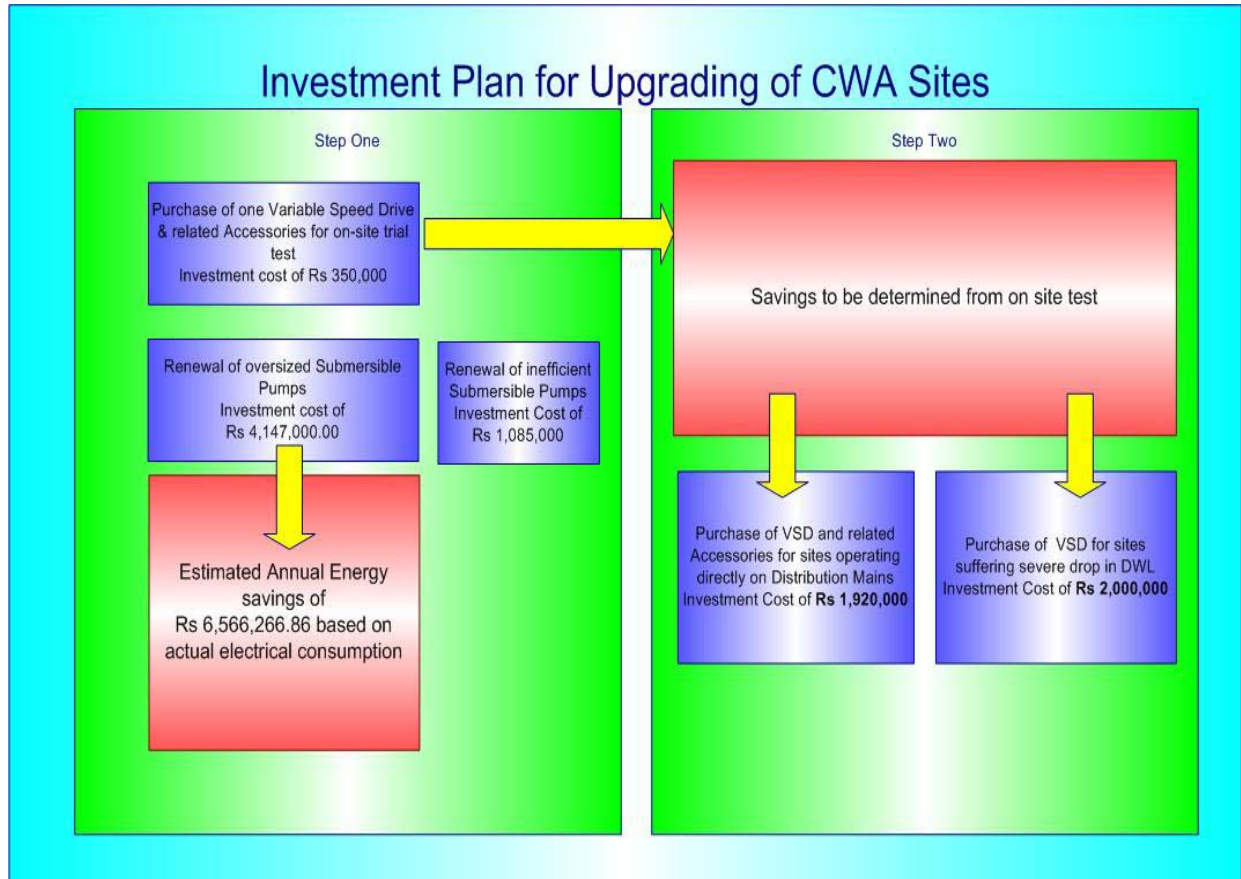 Investment Plan for Upgrading of CWA Sites
Step One
Purchase of one Variable Speed Drive
& related Accessories for on-site trial
test
Investment cost of Rs 350,000
Renewal of oversized Submersible
Pumps
Investment cost of
Rs 4,147,000.00
Renewal of inefficient
Submersible Pumps
Investment Cost of
Rs 1,085,000
Estimated Annual Energy
savings of
Rs 6,566,266.86 based on
actual electrical consumption
Step Two
Savings to be determined from on site test
Purchase of VSD and related
Accessories for sites operating
directly on Distribution Mains
Investment Cost of Rs 1,920,000
Purchase of VSD for sites
suffering severe drop in DWL
Investment Cost of Rs 2,000,000